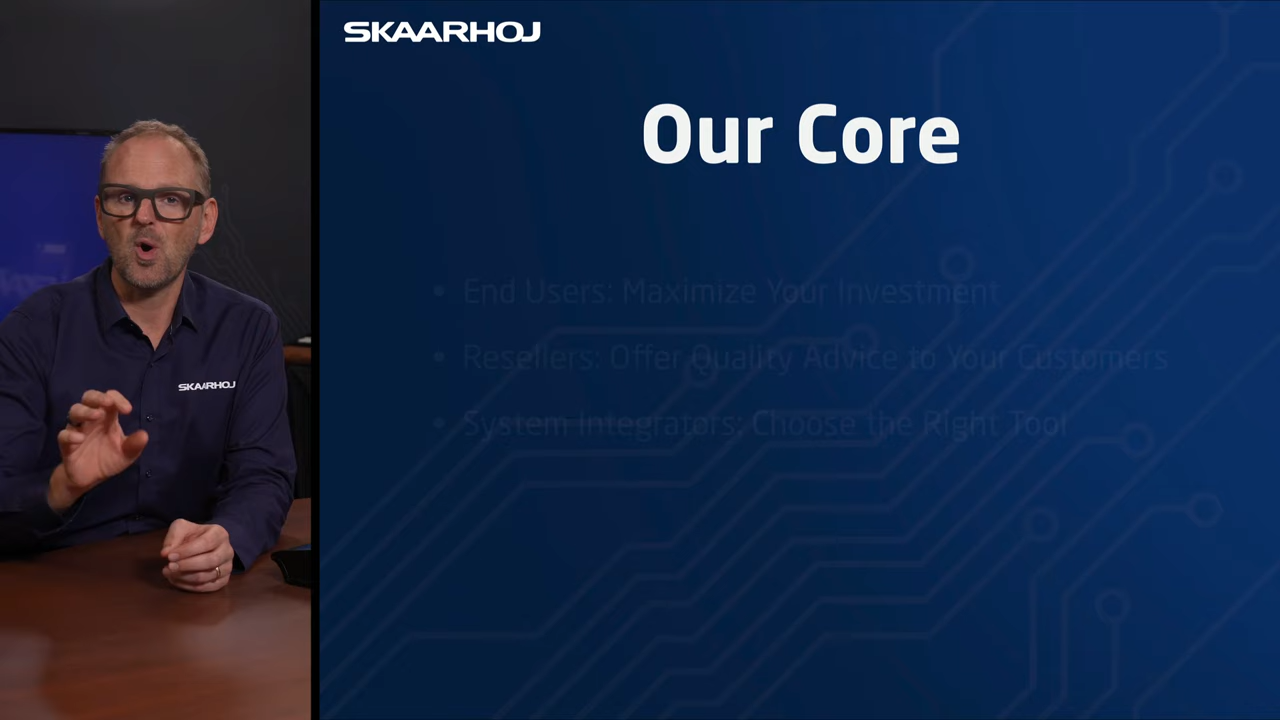 SKAARHOJ
Our Core
• End Users: Maximize Your Investment
• Resellers: Offer Quality Advice to Your Customers
• System Integrators: Choose the Right Tool
SKAARHOJ